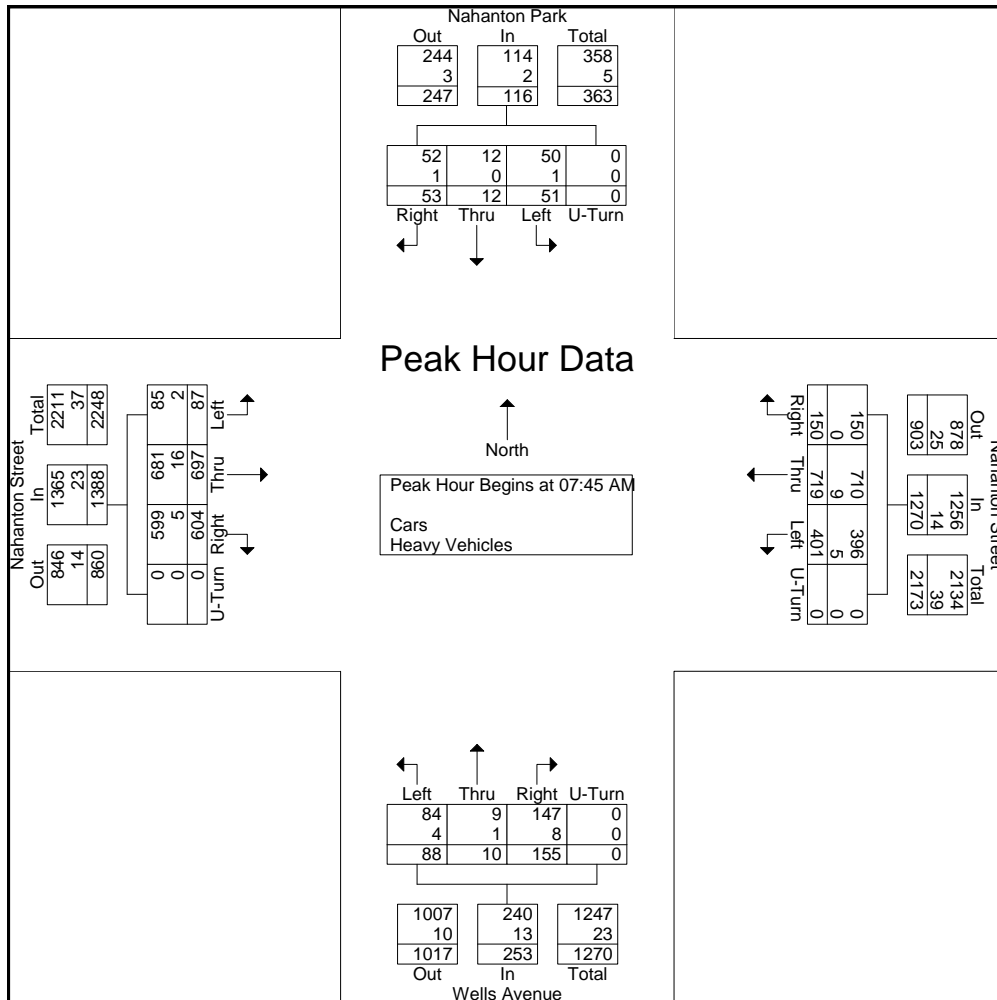 Nahanton Park
Out In Total
244 114 358
3 2 5
247 116 363
52 12 50 0
1 0 1 0
53 12 51 0
Right Thru Left U-Turn
Peak Hour Data
North
Peak Hour Begins at 07:45 AM
Cars
Heavy Vehicles
Nahanton Street
Out In Total
846 1365 2211
14 23 37
860 1388 2248
U-Turn Right Thru Left
0 599 681 85
0 5 16 2
0 604 697 87
Nahanton Street
Out In Total
878 1256 2134
25 14 39
903 1270 2173
150 710 396 0
0 9 5 0
150 719 401 0
Right Thru Left U-Turn
Left Thru Right U-Turn
84 9 147 0
4 1 8 0
88 10 155 0
1007 240 1247
10 13 23
1017 253 1270
Out In Total
Wells Avenue